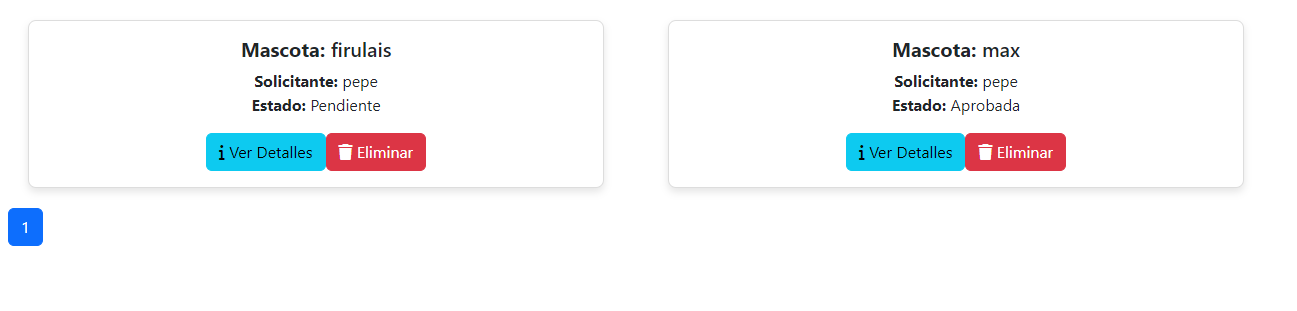 Mascota: firulais
Solicitante: pepe
Estado: Pendiente
Ver Detalles Eliminar
Mascota: max
Solicitante: pepe
Estado: Aprobada
Ver Detalles Eliminar
1